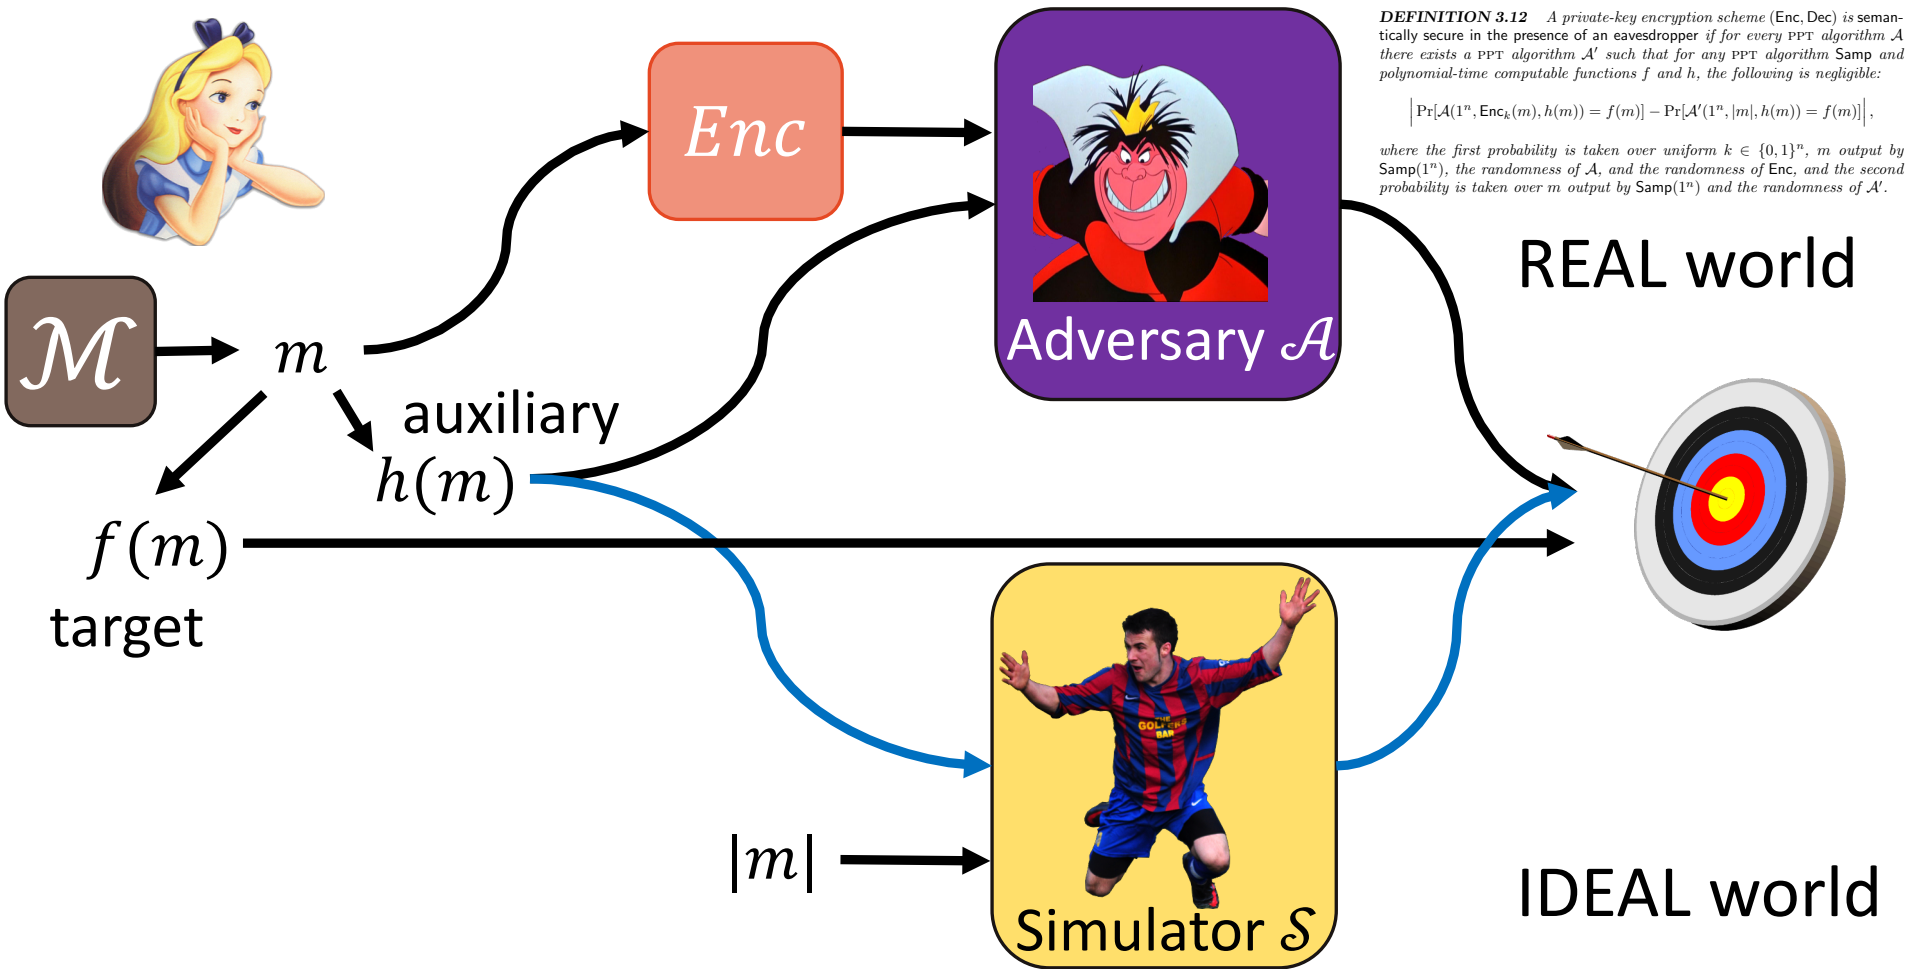 DEFINITION 3.12 A private-key encryption scheme (Enc, Dec) is seman-
tically secure in the presence of an eavesdropper if for every PPT algorithm 𝒜
there exists a PPT algorithm 𝒜′ such that for any PPT algorithm Samp and
polynomial-time computable functions f and h, the following is negligible:
|Pr[𝒜(1ⁿ, Encₖ(m), h(m)) = f(m)] − Pr[𝒜′(1ⁿ, |m|, h(m)) = f(m)]|,
where the first probability is taken over uniform k ∈ {0, 1}ⁿ, m output by
Samp(1ⁿ), the randomness of 𝒜, and the randomness of Enc, and the second
probability is taken over m output by Samp(1ⁿ) and the randomness of 𝒜′.
Enc
REAL world
Adversary 𝒜
ℳ
m
auxiliary
h(m)
f(m)
target
THE
GOLFERS
BAR
|m|
Simulator 𝒮
IDEAL world